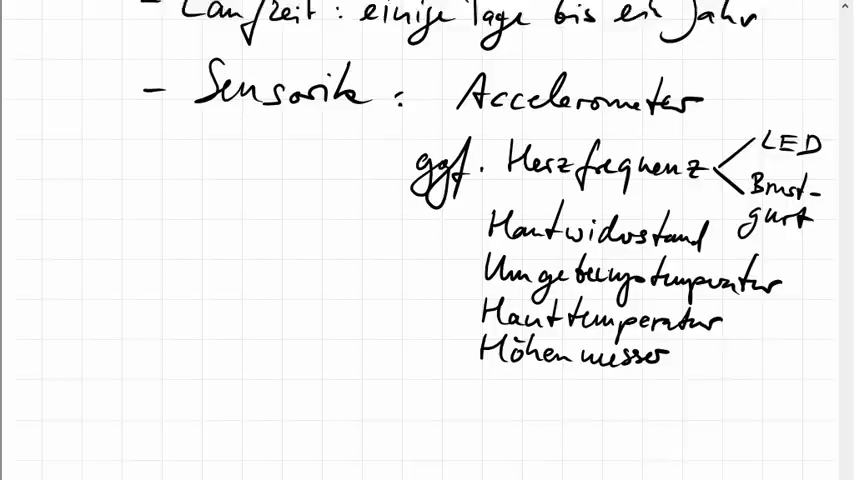 - Laufzeit : einige Tage bis ein Jahr
- Sensorik : Accelerometer
ggf. Herzfrequenz < LED
Brust-
gurt
Hautwiderstand
Umgebungstemperatur
Hauttemperatur
Höhenmesser